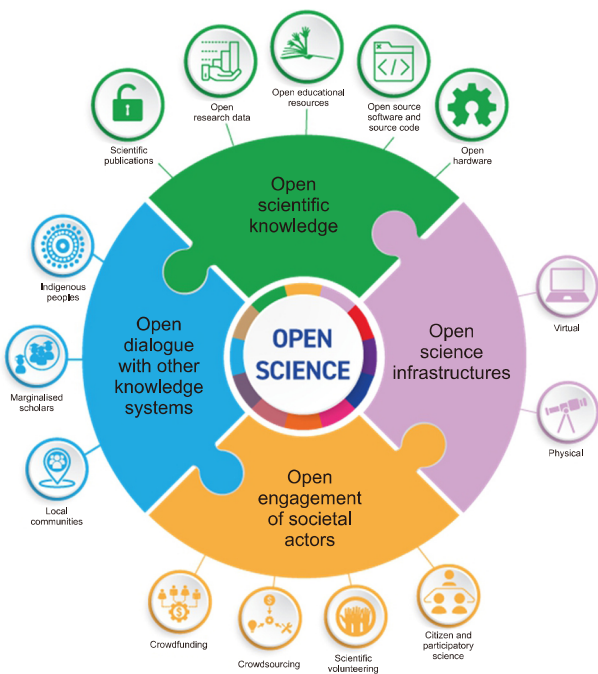 Open educational
resources
Open
research data
Open source
software and
source code
Scientific
publications
Open
hardware
Open
scientific
knowledge
Indigenous
peoples
Virtual
Open
dialogue
with other
knowledge
systems
OPEN
SCIENCE
Open
science
infrastructures
Marginalised
scholars
Physical
Local
communities
Open
engagement
of societal
actors
Crowdfunding
Crowdsourcing
Scientific
volunteering
Citizen and
participatory
science